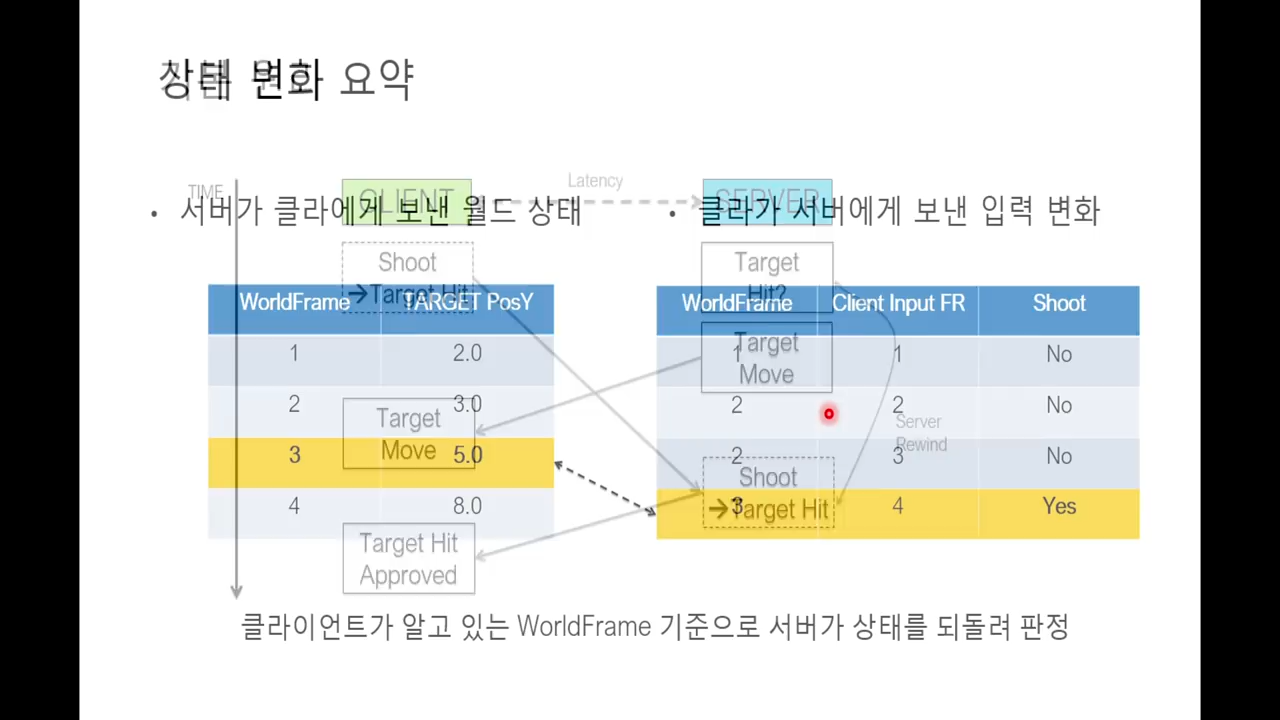 상태 변화 요약
TIME
CLIENT
Latency
SERVER
• 서버가 클라에게 보낸 월드 상태
• 클라가 서버에게 보낸 입력 변화
Shoot
→Target Hit
Target
Hit?
WorldFrame TARGET PosY
1 2.0
2 3.0
3 5.0
4 8.0
WorldFrame Client Input FR Shoot
1 1 No
2 2 No
2 3 No
3 4 Yes
Target
Move
Target
Move
Server
Rewind
Shoot
→Target Hit
Target Hit
Approved
클라이언트가 알고 있는 WorldFrame 기준으로 서버가 상태를 되돌려 판정